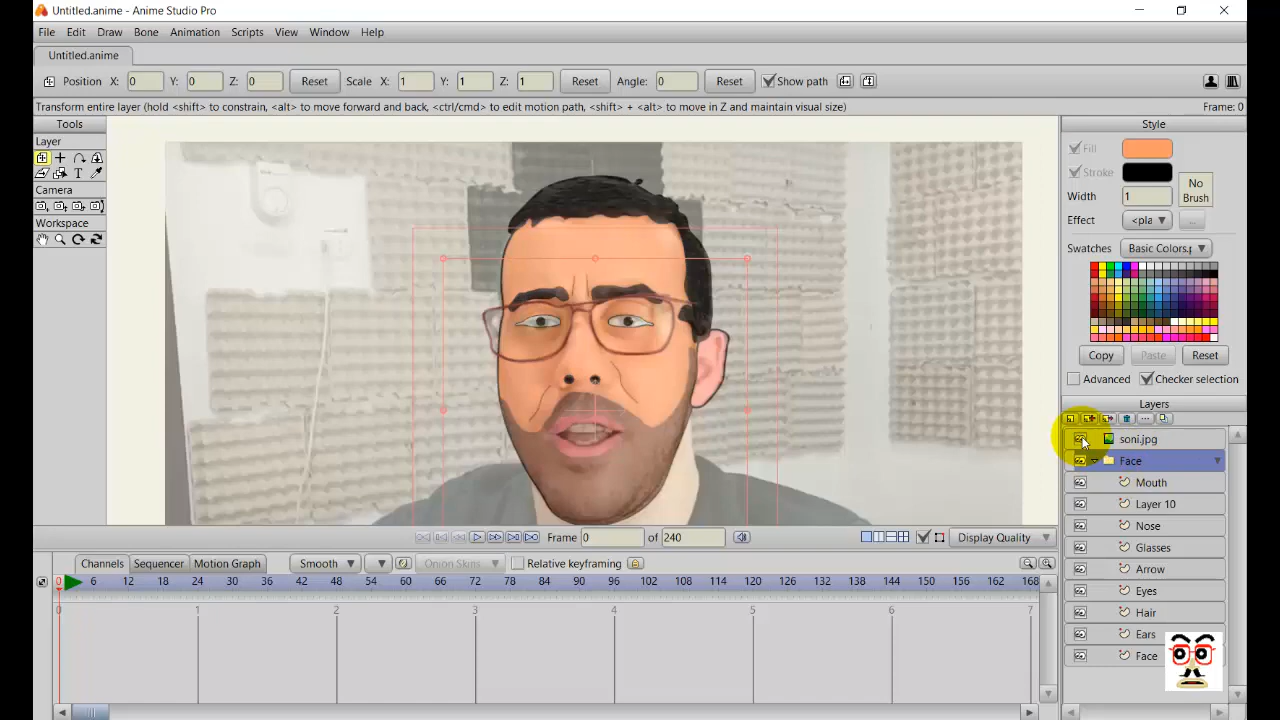 Untitled.anime - Anime Studio Pro
File Edit Draw Bone Animation Scripts View Window Help
Untitled.anime
Position X: 0 Y: 0 Z: 0 Reset Scale X: 1 Y: 1 Z: 1 Reset Angle: 0 Reset Show path
Transform entire layer (hold <shift> to constrain, <alt> to move forward and back, <ctrl/cmd> to edit motion path, <shift> + <alt> to move in Z and maintain visual size) Frame: 0
Tools
Layer
Camera
Workspace
Style
Fill
Stroke
Width 1
No
Brush
Effect <pla
Swatches Basic Colors.p
Copy Paste Reset
Advanced Checker selection
Layers
soni.jpg
Face
Mouth
Layer 10
Nose
Glasses
Arrow
Eyes
Hair
Ears
Face
Frame 0 of 240 Display Quality
Channels Sequencer Motion Graph Smooth Onion Skins Relative keyframing
0 6 12 18 24 30 36 42 48 54 60 66 72 78 84 90 96 102 108 114 120 126 132 138 144 150 156 162 168
0 1 2 3 4 5 6 7